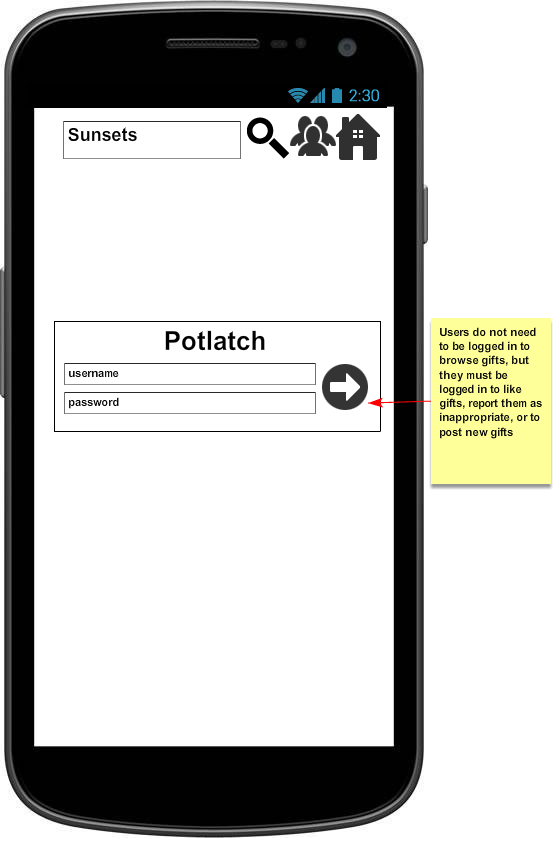 2:30
Sunsets
Potlatch
username
password
Users do not need
to be logged in to
browse gifts, but
they must be
logged in to like
gifts, report them as
inappropriate, or to
post new gifts